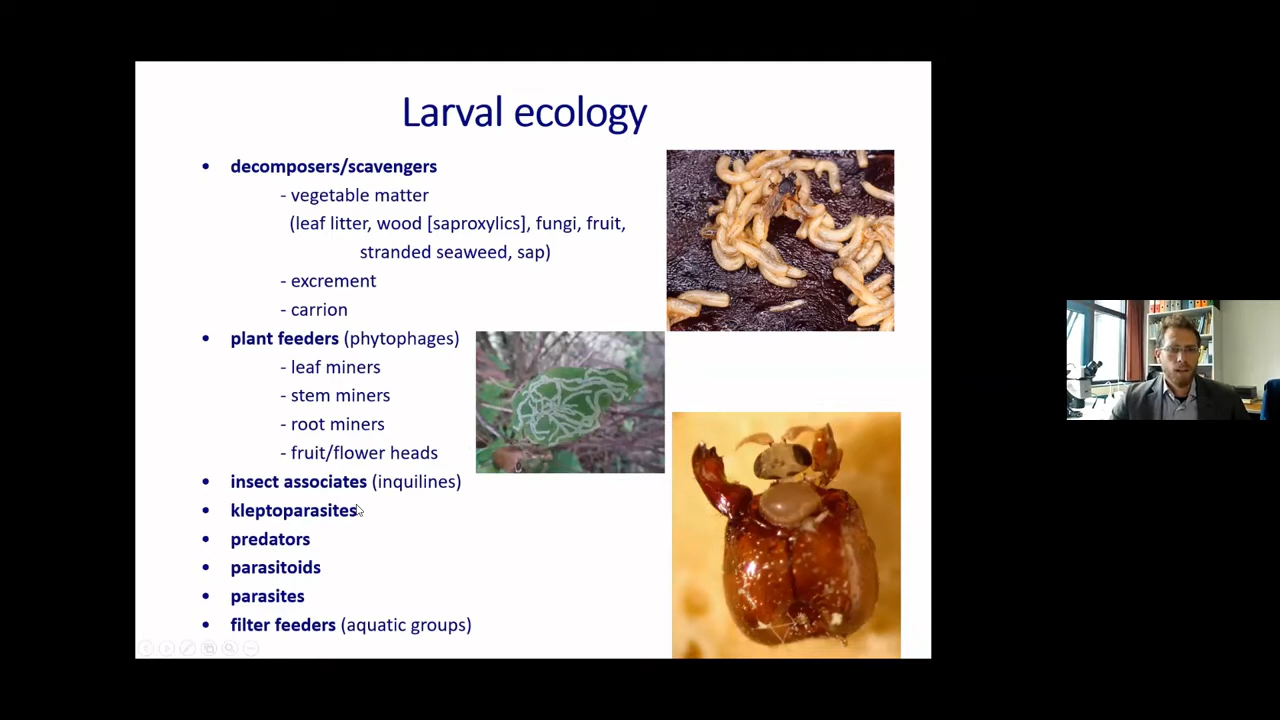 Larval ecology
• decomposers/scavengers
- vegetable matter
(leaf litter, wood [saproxylics], fungi, fruit,
stranded seaweed, sap)
- excrement
- carrion
• plant feeders (phytophages)
- leaf miners
- stem miners
- root miners
- fruit/flower heads
• insect associates (inquilines)
• kleptoparasites
• predators
• parasitoids
• parasites
• filter feeders (aquatic groups)